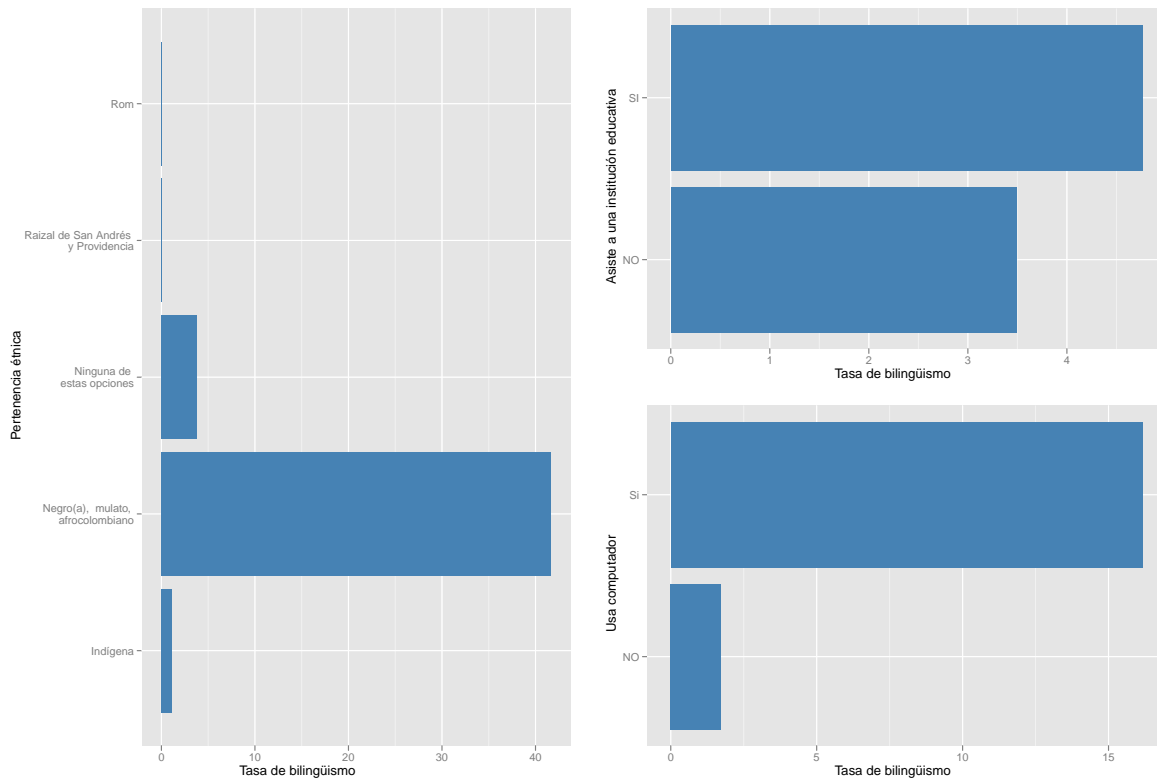 Pertenencia étnica
Rom
Raizal de San Andrés
y Providencia
Ninguna de
estas opciones
Negro(a), mulato,
afrocolombiano
Indígena
0 10 20 30 40
Tasa de bilingüismo
Asiste a una institución educativa
SI
NO
0 1 2 3 4
Tasa de bilingüismo
Usa computador
Si
NO
0 5 10 15
Tasa de bilingüismo